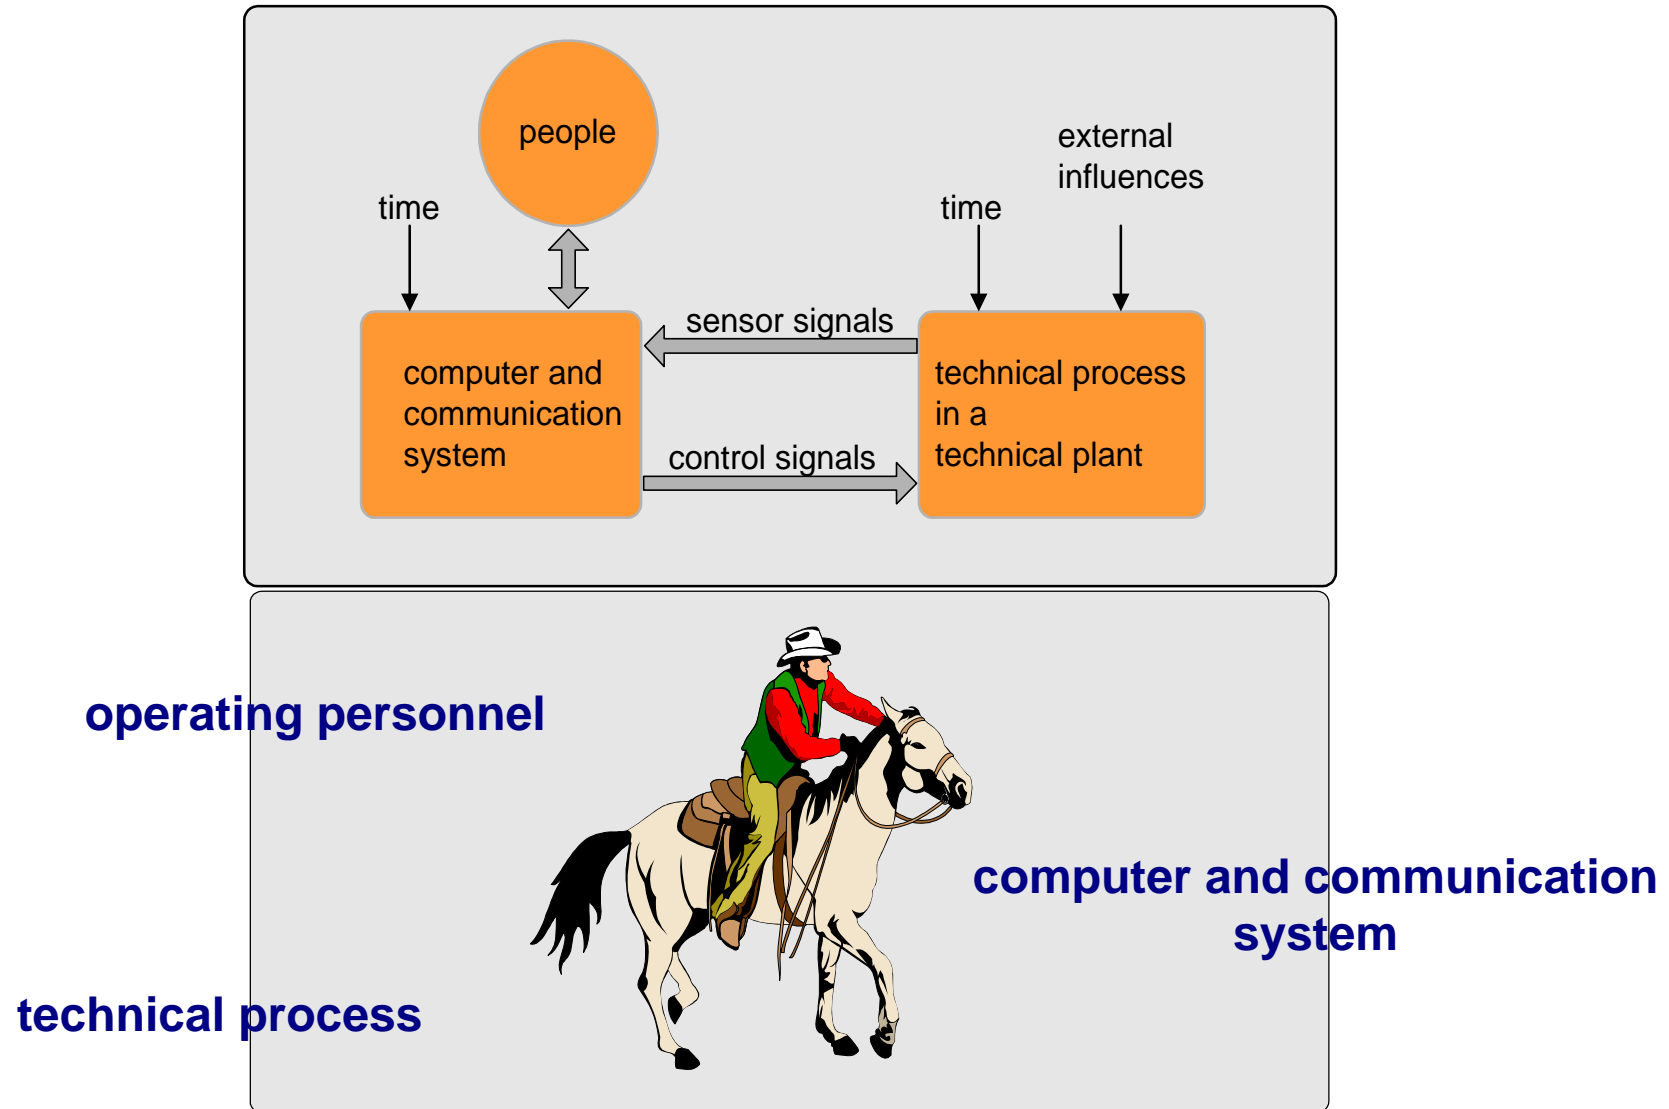 people
external
influences
time
time
sensor signals
computer and
communication
system
technical process
in a
technical plant
control signals
operating personnel
computer and communication
system
technical process